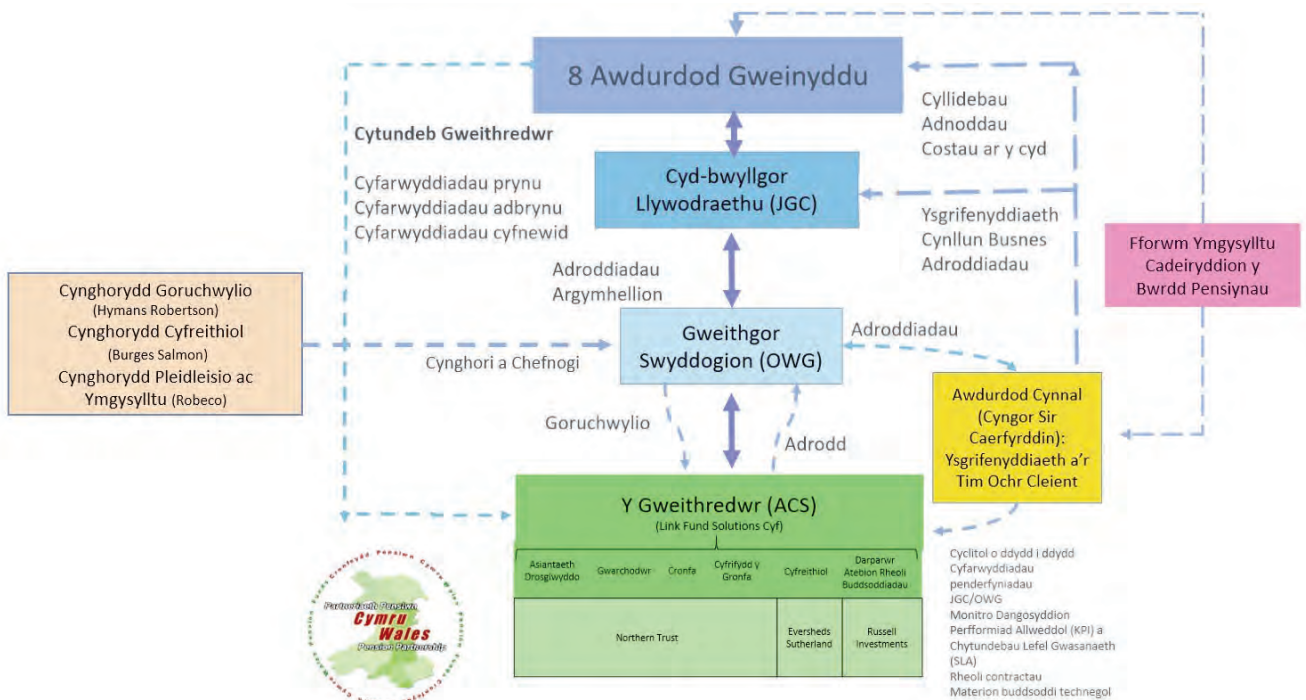 8 Awdurdod Gweinyddu
Cytundeb Gweithredwr
Cyfarwyddiadau prynu
Cyfarwyddiadau adbrynu
Cyfarwyddiadau cyfnewid
Cyllidebau
Adnoddau
Costau ar y cyd
Cyd-bwyllgor
Llywodraethu (JGC)
Ysgrifenyddiaeth
Cynllun Busnes
Adroddiadau
Fforwm Ymgysylltu
Cadeiryddion y
Bwrdd Pensiynau
Adroddiadau
Argymhellion
Cynghorydd Goruchwylio
(Hymans Robertson)
Cynghorydd Cyfreithiol
(Burges Salmon)
Cynghorydd Pleidleisio ac
Ymgysylltu (Robeco)
Cynghori a Chefnogi
Gweithgor
Swyddogion (OWG)
Adroddiadau
Awdurdod Cynnal
(Cyngor Sir
Caerfyrddin):
Ysgrifenyddiaeth a'r
Tim Ochr Cleient
Goruchwylio
Adrodd
Y Gweithredwr (ACS)
(Link Fund Solutions Cyf)
Asiantaeth
Drosglwyddo
Gwarchodwr
Cronfa
Cyfrifydd y
Gronfa
Cyfreithiol
Darparwr
Atebion Rheoli
Buddsoddiadau
Northern Trust
Eversheds
Sutherland
Russell
Investments
Cyclitol o ddydd i ddydd
Cyfarwyddiadau
penderfyniadau
JGC/OWG
Monitro Dangosyddion
Perfformiad Allweddol (KPI) a
Chytundebau Lefel Gwasanaeth
(SLA)
Rheoli contractau
Materion buddsoddi technegol
Partneriaeth Pensiwn
Cymru
Wales
Pension Partnership